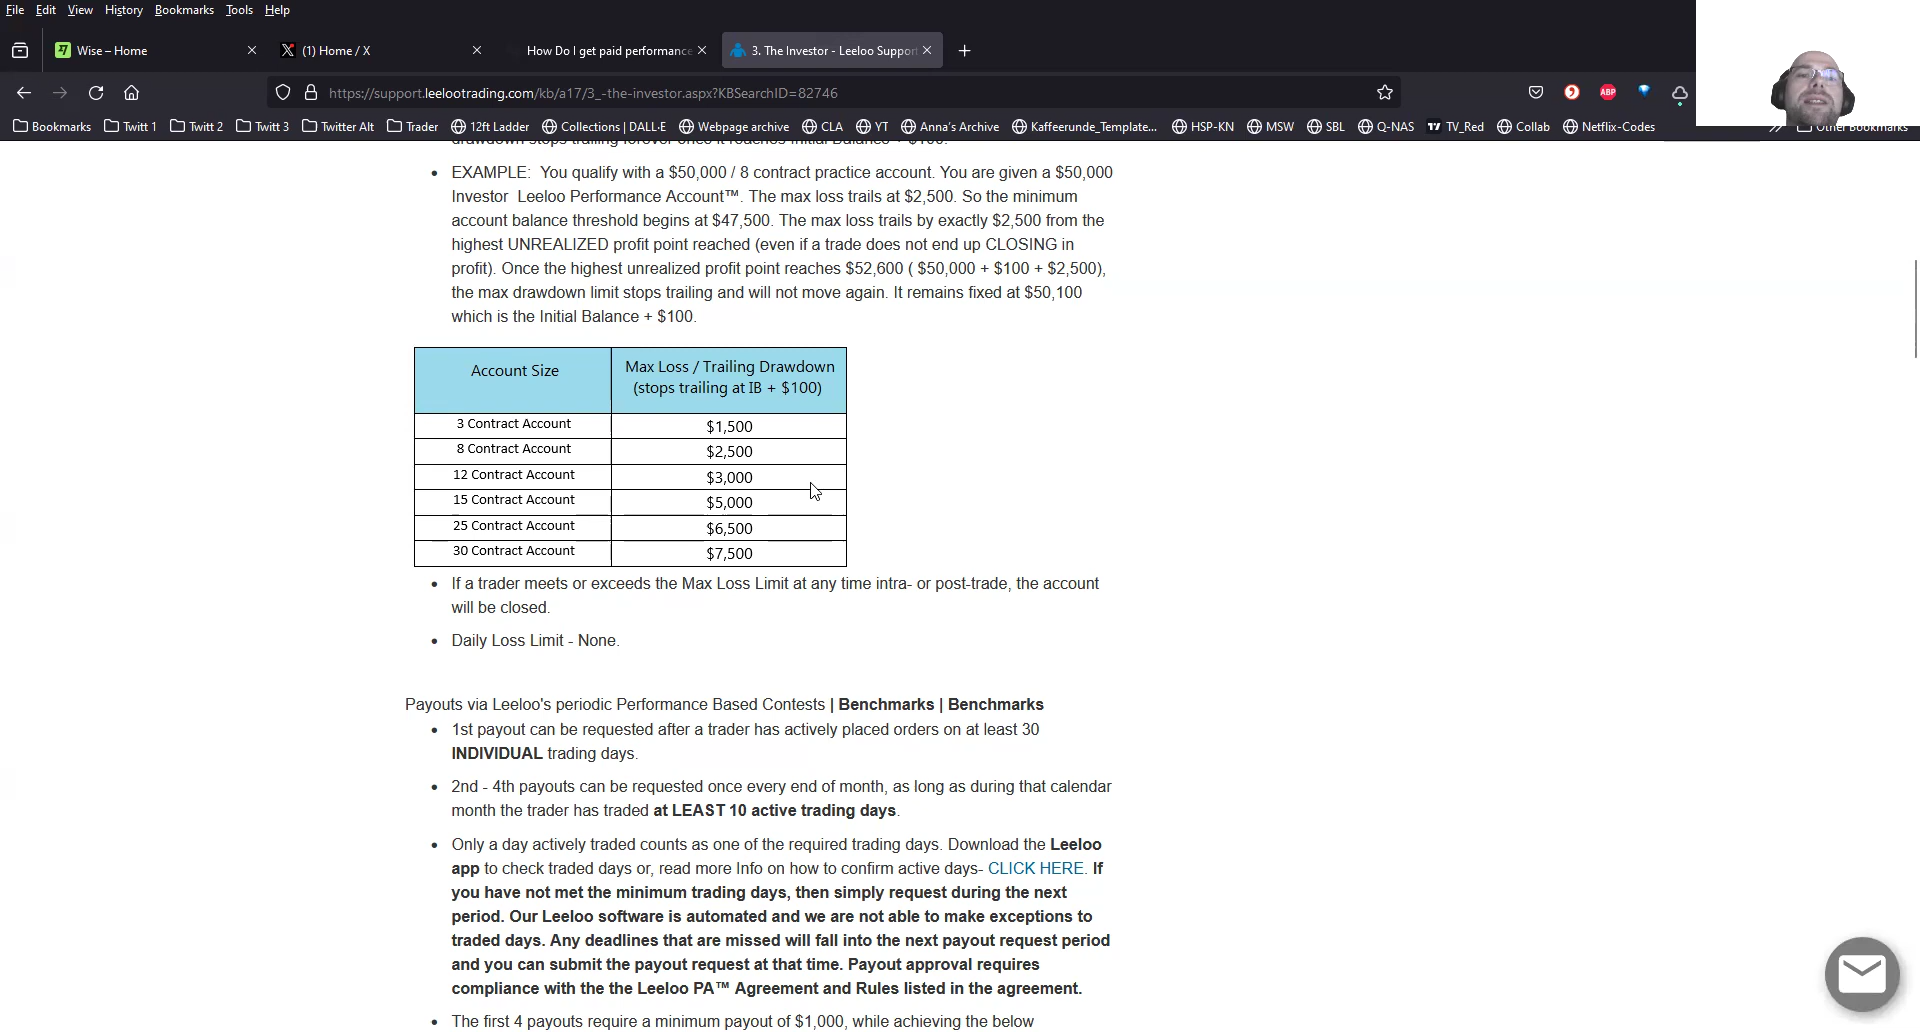 File Edit View History Bookmarks Tools Help
Wise – Home
(1) Home / X
How Do I get paid performance
3. The Investor - Leeloo Support
https://support.leelootrading.com/kb/a17/3_-the-investor.aspx?KBSearchID=82746
ABP
Bookmarks Twitt 1 Twitt 2 Twitt 3 Twitter Alt Trader 12ft Ladder Collections | DALL·E Webpage archive CLA YT Anna's Archive Kaffeerunde_Template... HSP-KN MSW SBL Q-NAS TV_Red Collab Netflix-Codes Other Bookmarks
drawdown stops trailing forever once it reaches Initial Balance + $100.
• EXAMPLE: You qualify with a $50,000 / 8 contract practice account. You are given a $50,000
Investor Leeloo Performance Account™. The max loss trails at $2,500. So the minimum
account balance threshold begins at $47,500. The max loss trails by exactly $2,500 from the
highest UNREALIZED profit point reached (even if a trade does not end up CLOSING in
profit). Once the highest unrealized profit point reaches $52,600 ( $50,000 + $100 + $2,500),
the max drawdown limit stops trailing and will not move again. It remains fixed at $50,100
which is the Initial Balance + $100.
Account Size Max Loss / Trailing Drawdown
(stops trailing at IB + $100)
3 Contract Account $1,500
8 Contract Account $2,500
12 Contract Account $3,000
15 Contract Account $5,000
25 Contract Account $6,500
30 Contract Account $7,500
• If a trader meets or exceeds the Max Loss Limit at any time intra- or post-trade, the account
will be closed.
• Daily Loss Limit - None.
Payouts via Leeloo's periodic Performance Based Contests | Benchmarks | Benchmarks
• 1st payout can be requested after a trader has actively placed orders on at least 30
INDIVIDUAL trading days.
• 2nd - 4th payouts can be requested once every end of month, as long as during that calendar
month the trader has traded at LEAST 10 active trading days.
• Only a day actively traded counts as one of the required trading days. Download the Leeloo
app to check traded days or, read more Info on how to confirm active days- CLICK HERE. If
you have not met the minimum trading days, then simply request during the next
period. Our Leeloo software is automated and we are not able to make exceptions to
traded days. Any deadlines that are missed will fall into the next payout request period
and you can submit the payout request at that time. Payout approval requires
compliance with the the Leeloo PA™ Agreement and Rules listed in the agreement.
• The first 4 payouts require a minimum payout of $1,000, while achieving the below